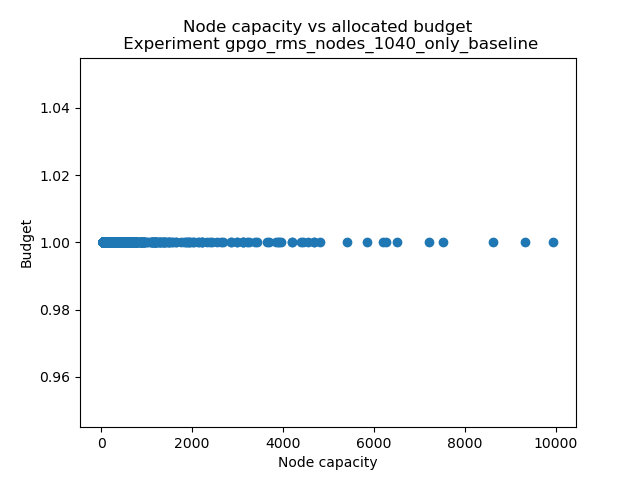 Node capacity vs allocated budget
Experiment gpgo_rms_nodes_1040_only_baseline
1.04
1.02
1.00
0.98
0.96
Budget
0
2000
4000
6000
8000
10000
Node capacity